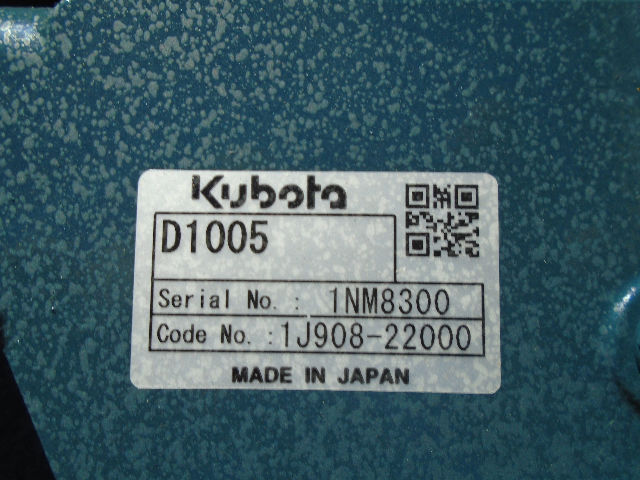 Kubota
D1005
Serial No. : 1NM8300
Code No. : 1J908-22000
MADE IN JAPAN